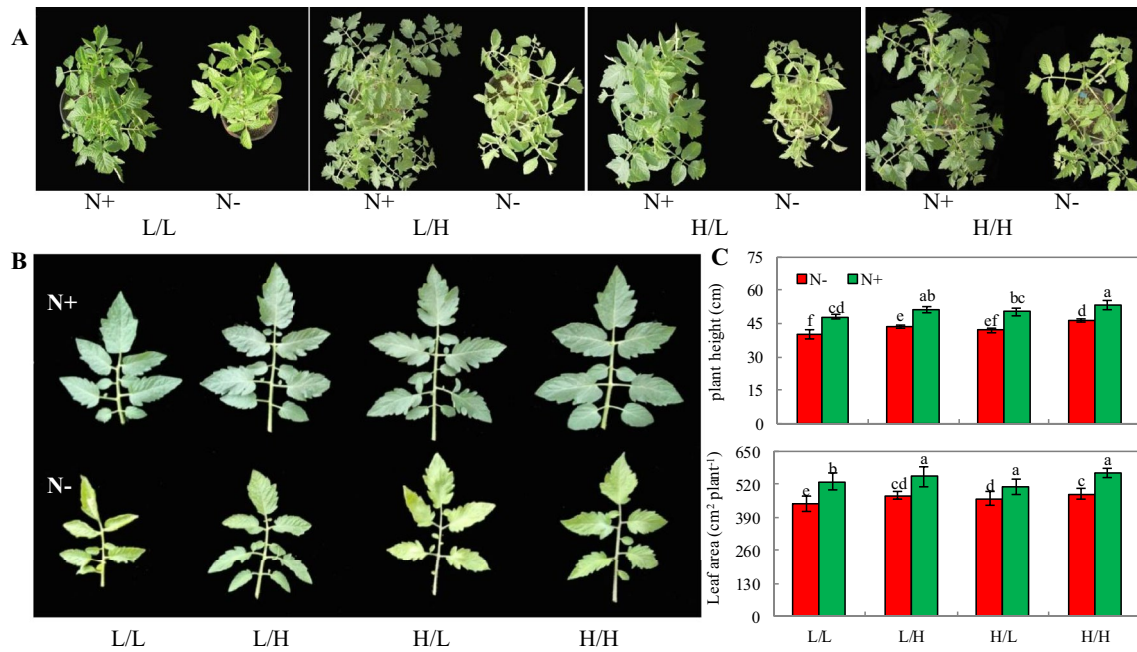 A
N+ N- N+ N- N+ N- N+ N-
L/L L/H H/L H/H
B
N+
N-
L/L L/H H/L H/H
C
75
60
45
30
15
0
plant height (cm)
N- N+
f cd e ab ef bc d a
650
520
390
260
130
0
Leaf area (cm² plant⁻¹)
e b cd a d a c a
L/L L/H H/L H/H